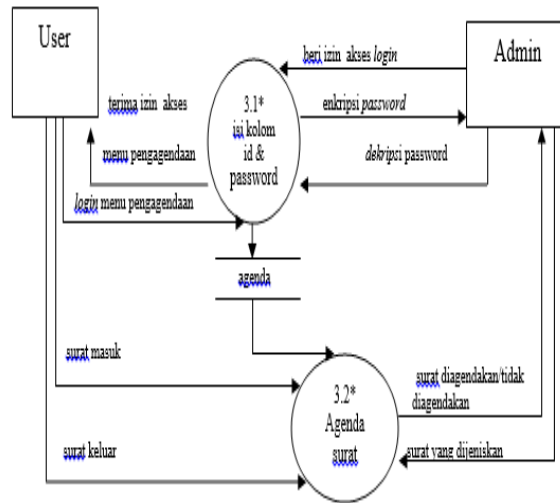 User
Admin
beri izin akses login
terima izin akses
3.1*
isi kolom
id &
password
enkripsi password
menu pengagendaan
dekripsi password
login menu pengagendaan
agenda
surat masuk
3.2*
Agenda
surat
surat diagendakan/tidak
diagendakan
surat keluar
surat yang dijeniskan